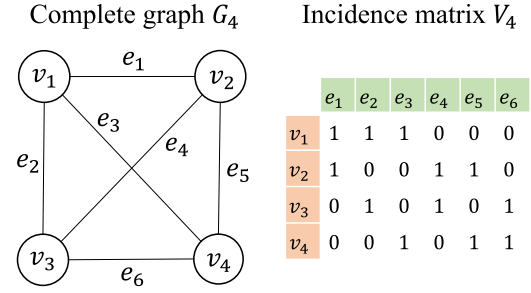 Complete graph G₄
Incidence matrix V₄
v₁
e₁
v₂
e₃
e₂
e₄
e₅
v₃
e₆
v₄
e₁ e₂ e₃ e₄ e₅ e₆
v₁ 1 1 1 0 0 0
v₂ 1 0 0 1 1 0
v₃ 0 1 0 1 0 1
v₄ 0 0 1 0 1 1